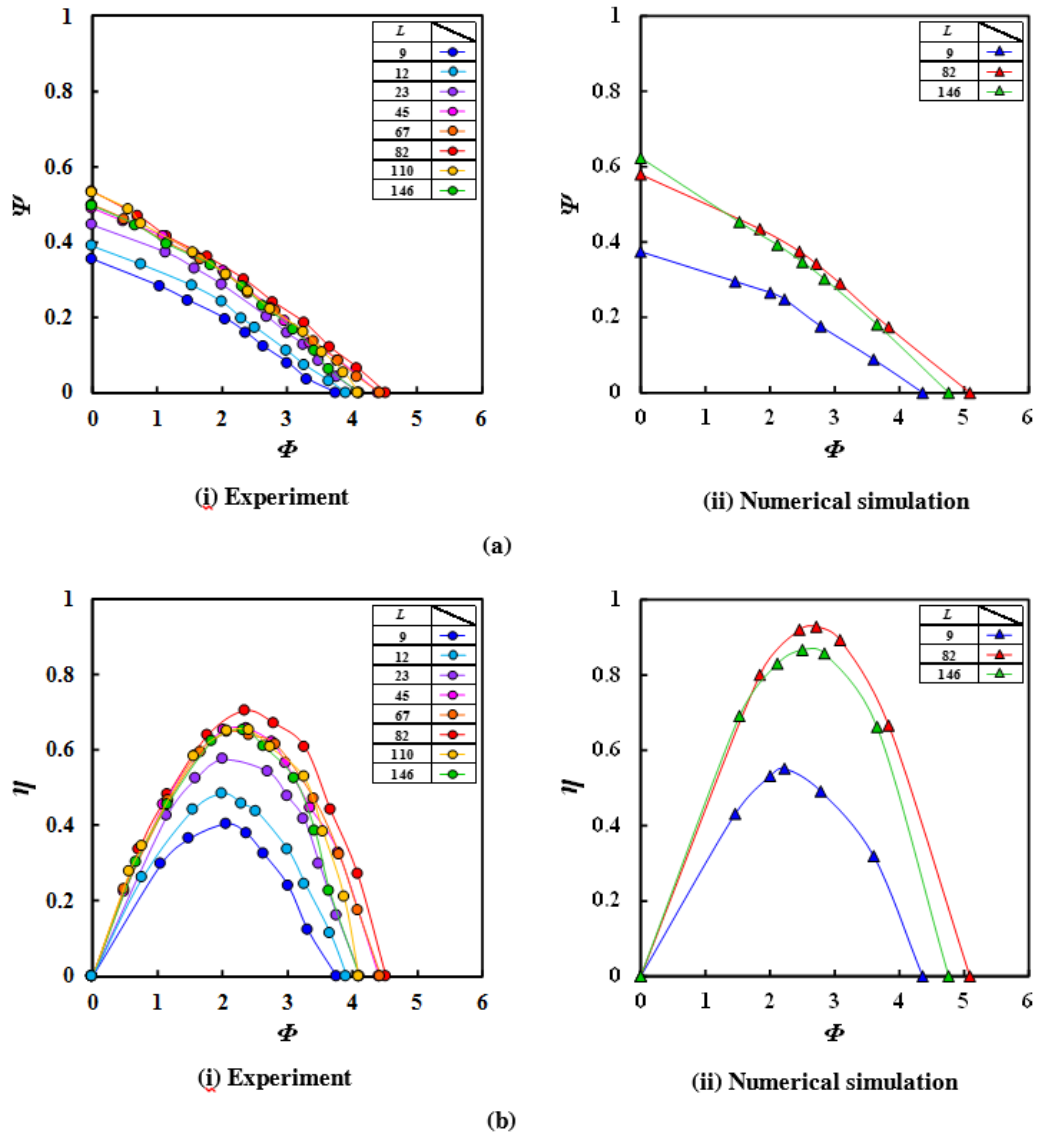 1
0.8
0.6
0.4
0.2
0
Ψ
0 1 2 3 4 5 6
Φ
L
9
12
23
45
67
82
110
146
(i) Experiment
1
0.8
0.6
0.4
0.2
0
Ψ
0 1 2 3 4 5 6
Φ
L
9
82
146
(ii) Numerical simulation
(a)
1
0.8
0.6
0.4
0.2
0
η
0 1 2 3 4 5 6
Φ
L
9
12
23
45
67
82
110
146
(i) Experiment
1
0.8
0.6
0.4
0.2
0
η
0 1 2 3 4 5 6
Φ
L
9
82
146
(ii) Numerical simulation
(b)